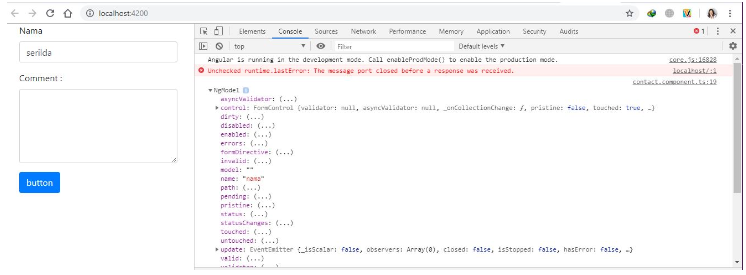 localhost:4200
Nama
serilda
Comment :
button
Elements Console Sources Network Performance Memory Application Security Audits 1
top Filter Default levels
Angular is running in the development mode. Call enableProdMode() to enable the production mode. core.js:16828
Unchecked runtime.lastError: The message port closed before a response was received. localhost/:1
contact.component.ts:19
NgModel
asyncValidator: (...)
control: FormControl {validator: null, asyncValidator: null, _onCollectionChange: ƒ, pristine: false, touched: true, …}
dirty: (...)
disabled: (...)
enabled: (...)
errors: (...)
formDirective: (...)
invalid: (...)
model: ""
name: "nama"
path: (...)
pending: (...)
pristine: (...)
status: (...)
statusChanges: (...)
touched: (...)
untouched: (...)
update: EventEmitter {_isScalar: false, observers: Array(0), closed: false, isStopped: false, hasError: false, …}
valid: (...)